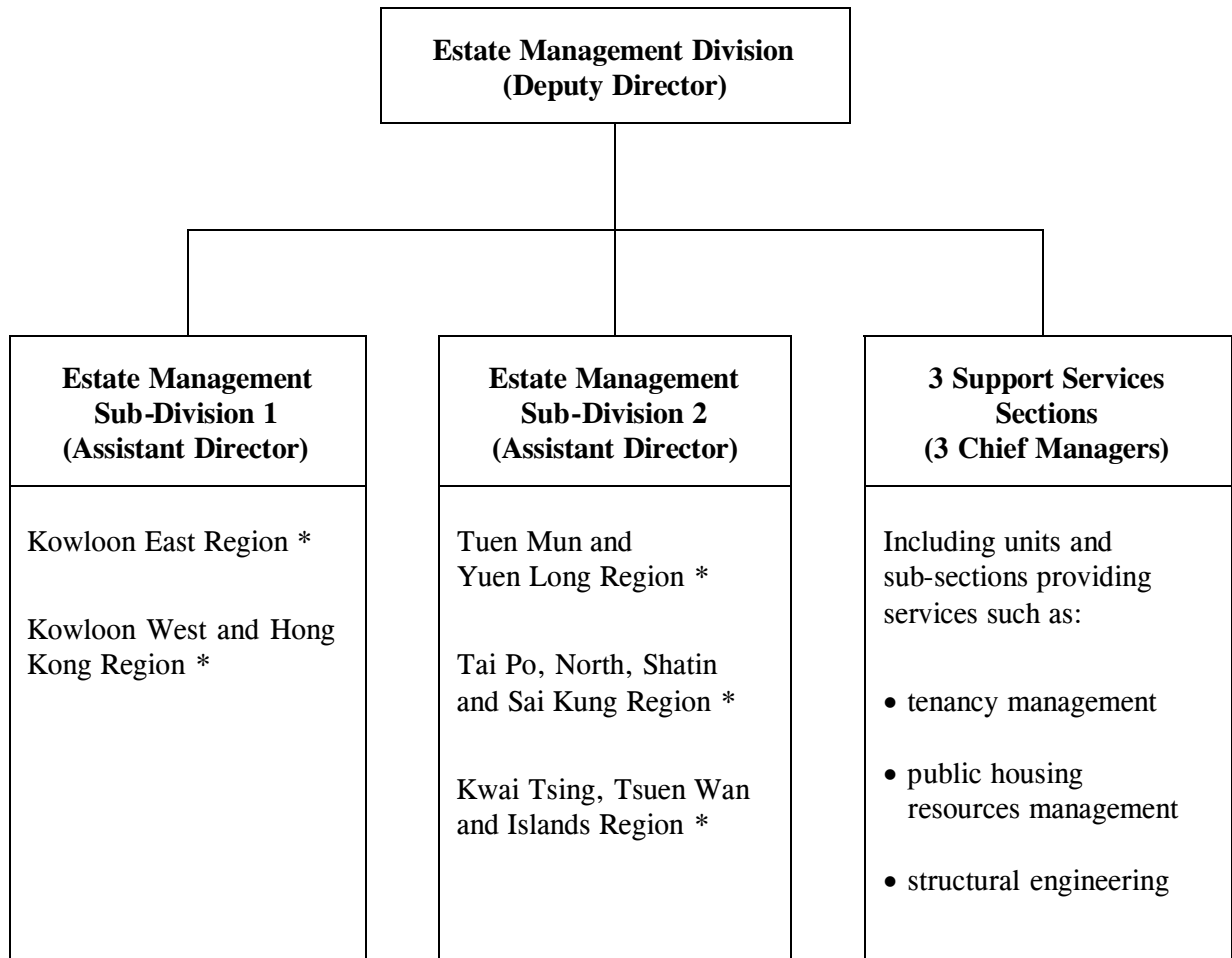 Estate Management Division
(Deputy Director)
Estate Management
Sub-Division 1
(Assistant Director)
Kowloon East Region *
Kowloon West and Hong
Kong Region *
Estate Management
Sub-Division 2
(Assistant Director)
Tuen Mun and
Yuen Long Region *
Tai Po, North, Shatin
and Sai Kung Region *
Kwai Tsing, Tsuen Wan
and Islands Region *
3 Support Services
Sections
(3 Chief Managers)
Including units and
sub-sections providing
services such as:
• tenancy management
• public housing
resources management
• structural engineering